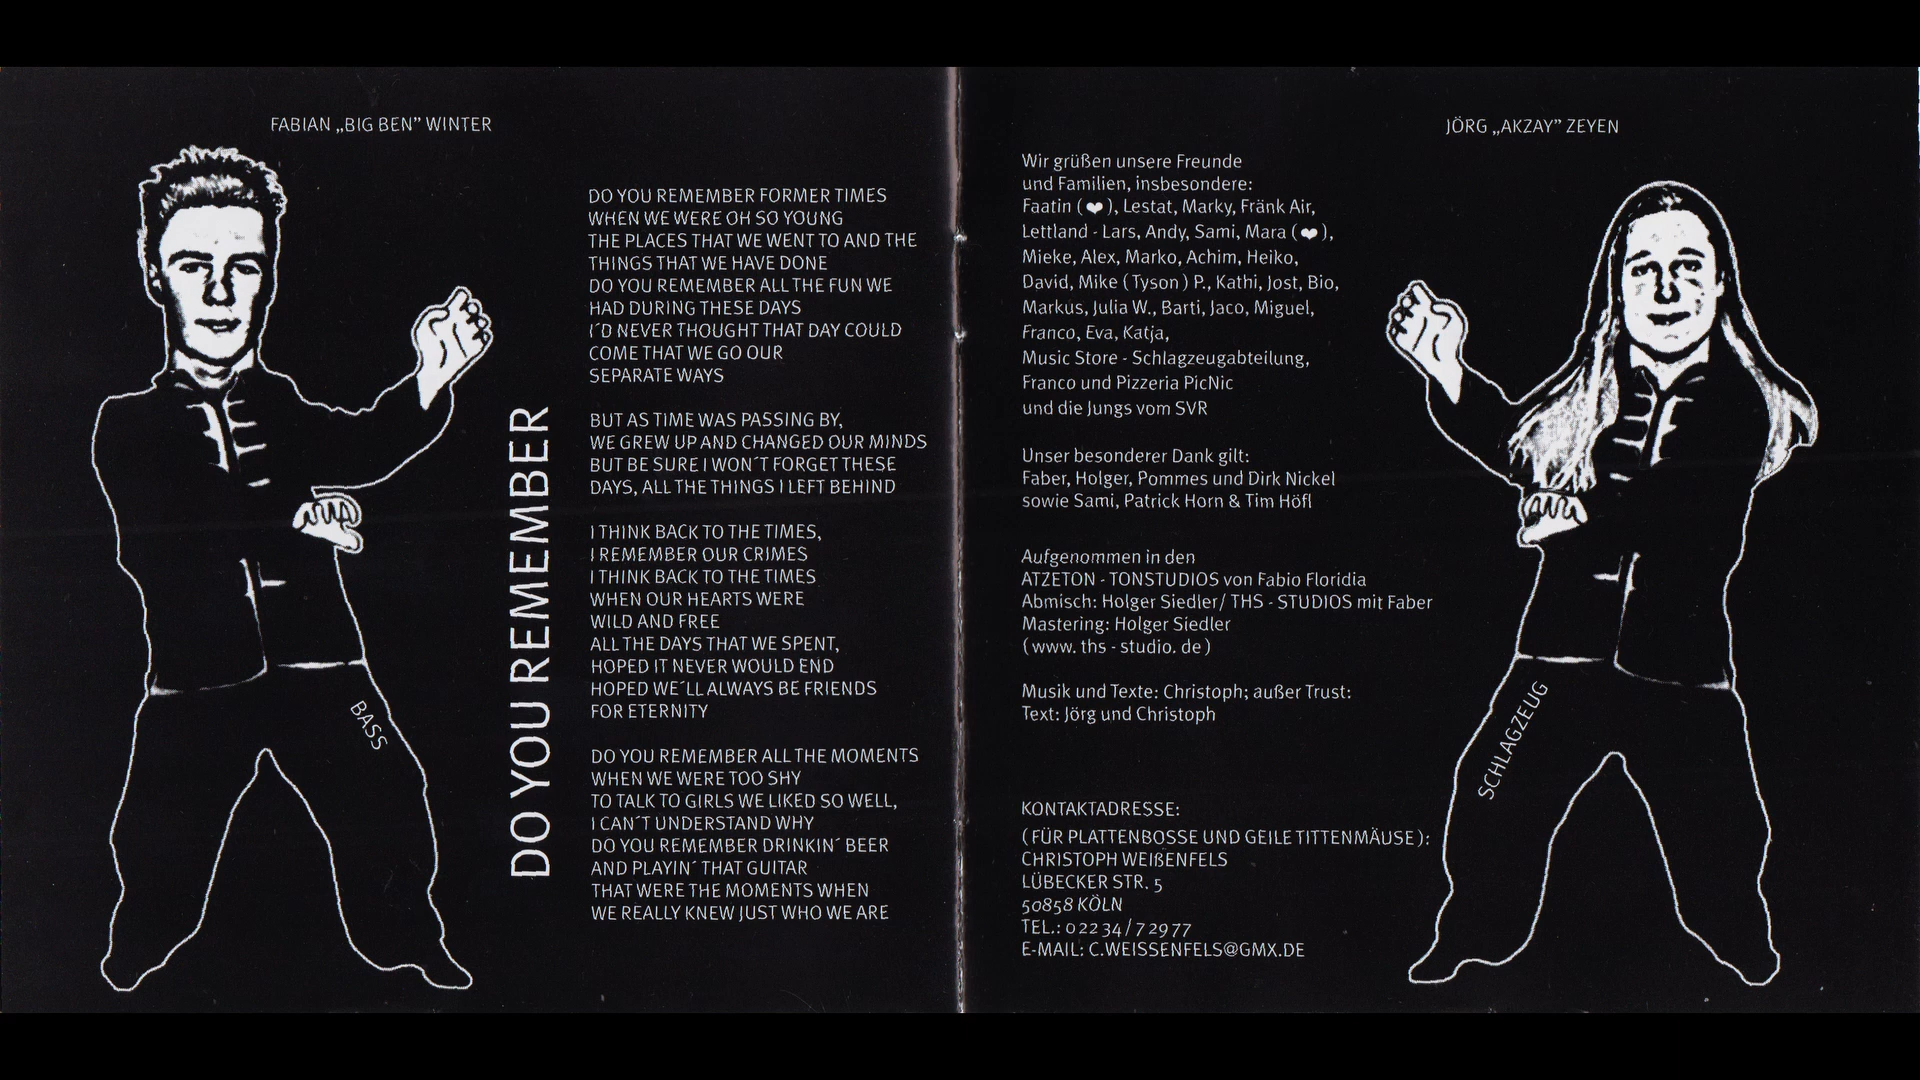 FABIAN „BIG BEN” WINTER
DO YOU REMEMBER FORMER TIMES
WHEN WE WERE OH SO YOUNG
THE PLACES THAT WE WENT TO AND THE
THINGS THAT WE HAVE DONE
DO YOU REMEMBER ALL THE FUN WE
HAD DURING THESE DAYS
I´D NEVER THOUGHT THAT DAY COULD
COME THAT WE GO OUR
SEPARATE WAYS
BUT AS TIME WAS PASSING BY,
WE GREW UP AND CHANGED OUR MINDS
BUT BE SURE I WON´T FORGET THESE
DAYS, ALL THE THINGS I LEFT BEHIND
I THINK BACK TO THE TIMES,
I REMEMBER OUR CRIMES
I THINK BACK TO THE TIMES
WHEN OUR HEARTS WERE
WILD AND FREE
ALL THE DAYS THAT WE SPENT,
HOPED IT NEVER WOULD END
HOPED WE´LL ALWAYS BE FRIENDS
FOR ETERNITY
DO YOU REMEMBER ALL THE MOMENTS
WHEN WE WERE TOO SHY
TO TALK TO GIRLS WE LIKED SO WELL,
I CAN´T UNDERSTAND WHY
DO YOU REMEMBER DRINKIN´ BEER
AND PLAYIN´ THAT GUITAR
THAT WERE THE MOMENTS WHEN
WE REALLY KNEW JUST WHO WE ARE
DO YOU REMEMBER
BASS
JÖRG „AKZAY” ZEYEN
Wir grüßen unsere Freunde
und Familien, insbesondere:
Faatin (❤), Lestat, Marky, Fränk Air,
Lettland - Lars, Andy, Sami, Mara (❤),
Mieke, Alex, Marko, Achim, Heiko,
David, Mike (Tyson) P., Kathi, Jost, Bio,
Markus, Julia W., Barti, Jaco, Miguel,
Franco, Eva, Katja,
Music Store - Schlagzeugabteilung,
Franco und Pizzeria PicNic
und die Jungs vom SVR
Unser besonderer Dank gilt:
Faber, Holger, Pommes und Dirk Nickel
sowie Sami, Patrick Horn & Tim Höfl
Aufgenommen in den
ATZETON - TONSTUDIOS von Fabio Floridia
Abmisch: Holger Siedler/ THS - STUDIOS mit Faber
Mastering: Holger Siedler
(www. ths - studio. de)
Musik und Texte: Christoph; außer Trust:
Text: Jörg und Christoph
KONTAKTADRESSE:
(FÜR PLATTENBOSSE UND GEILE TITTENMÄUSE):
CHRISTOPH WEIßENFELS
LÜBECKER STR. 5
50858 KÖLN
TEL.: 0 22 34 / 7 29 77
E-MAIL: C.WEISSENFELS@GMX.DE
SCHLAGZEUG